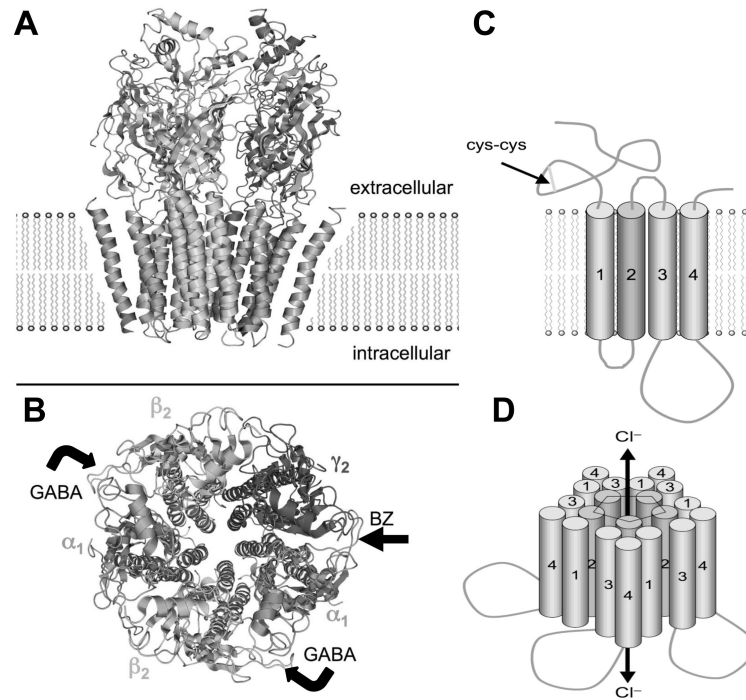 A
extracellular
intracellular
B
β₂
GABA
γ₂
BZ
α₁
α₁
β₂
GABA
C
cys-cys
1 2 3 4
D
Cl⁻
4 4
1 3 1 3
3 1
4 1 2 3 4 1 2 3 4
Cl⁻